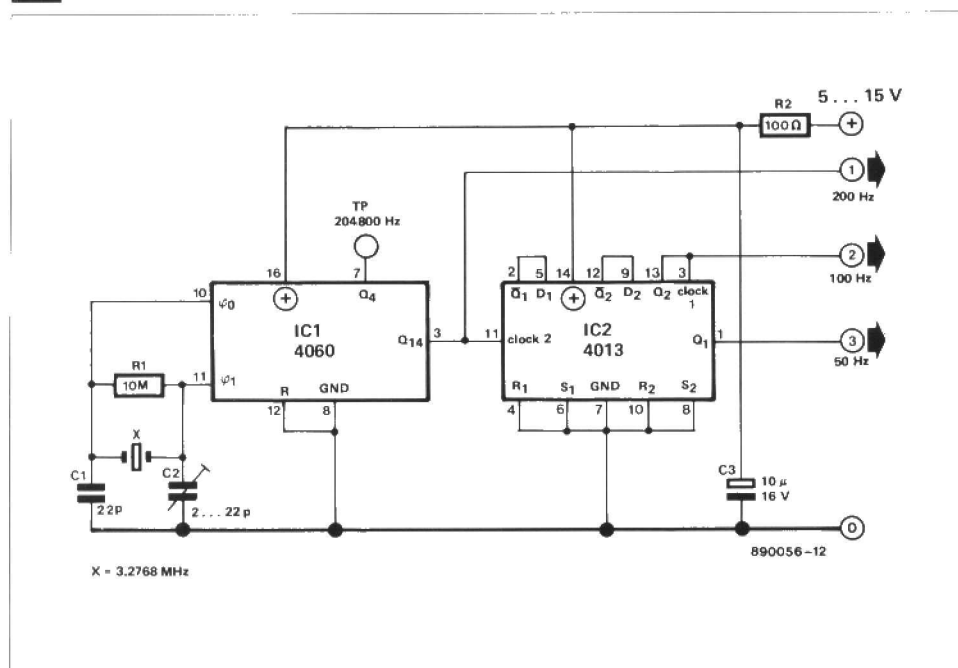 5 . . . 15 V
R2
100Ω
+
1
200 Hz
TP
204800 Hz
2
100 Hz
16
7
2
5
14
12
9
13
3
+
Q4
Q̅1
D1
+
Q̅2
D2
Q2
clock
1
10
φ0
IC1
4060
Q14
3
11
clock 2
IC2
4013
Q1
1
3
50 Hz
R1
10M
11
φ1
R
GND
12
8
R1
S1
GND
R2
S2
4
6
7
10
8
X
C1
22p
C2
2 . . . 22 p
C3
10 µ
16 V
0
890056-12
X = 3.2768 MHz